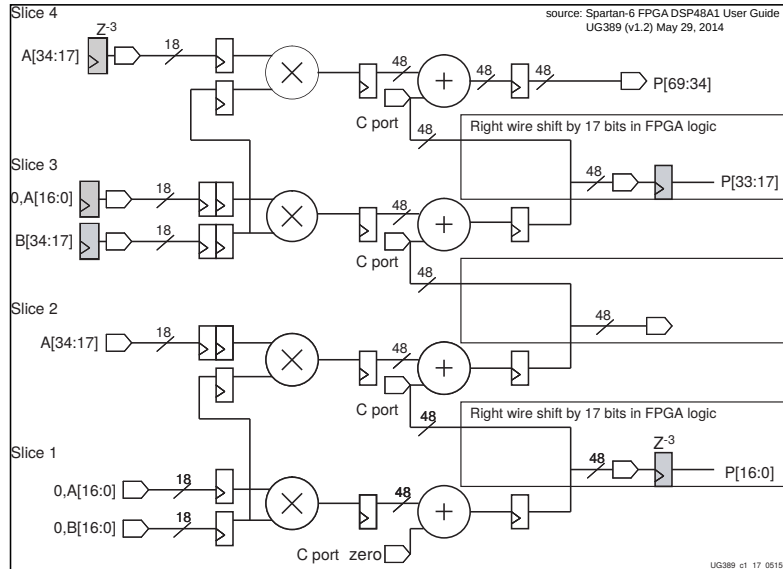 Slice 4
source: Spartan-6 FPGA DSP48A1 User Guide
UG389 (v1.2) May 29, 2014
Z-3
A[34:17]
18
48
48
48
P[69:34]
C port
48
Right wire shift by 17 bits in FPGA logic
Slice 3
0,A[16:0]
18
48
48
P[33:17]
B[34:17]
18
C port
48
Slice 2
A[34:17]
18
48
48
C port
48
Right wire shift by 17 bits in FPGA logic
Slice 1
Z-3
48
P[16:0]
0,A[16:0]
18
48
0,B[16:0]
18
C port zero
UG389_c1_17_0515